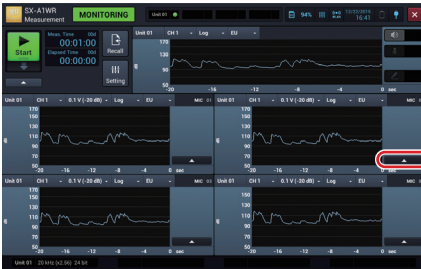 SX-A1WR
Measurement
MONITORING
Unit 01
94%
12/27/2019
16:41
Start
Meas. Time 00d
00:01:00
Elapsed Time 00d
00:00:00
Recall
Setting
Unit 01 CH 1 - Log - EU -
170
130
90
50
-20 -16 -12 -8 -4 0 sec
Unit 01 CH 1 - 0.1 V (-20 dB) - Log - EU - MIC 01
170
150
130
110
90
70
50
-20 -16 -12 -8 -4 0 sec
Unit 01 CH 1 - 0.1 V (-20 dB) - Log - EU - MIC
170
150
130
110
90
70
50
-20 -16 -12 -8 -4 0 sec
Unit 01 CH 1 - 0.1 V (-20 dB) - Log - EU - MIC 03
170
150
130
110
90
70
50
-20 -16 -12 -8 -4 0 sec
Unit 01 CH 1 - 0.1 V (-20 dB) - Log - EU - MIC
170
150
130
110
90
70
50
-20 -16 -12 -8 -4 0 sec
Unit 01 20 kHz (x2.56) 24 bit